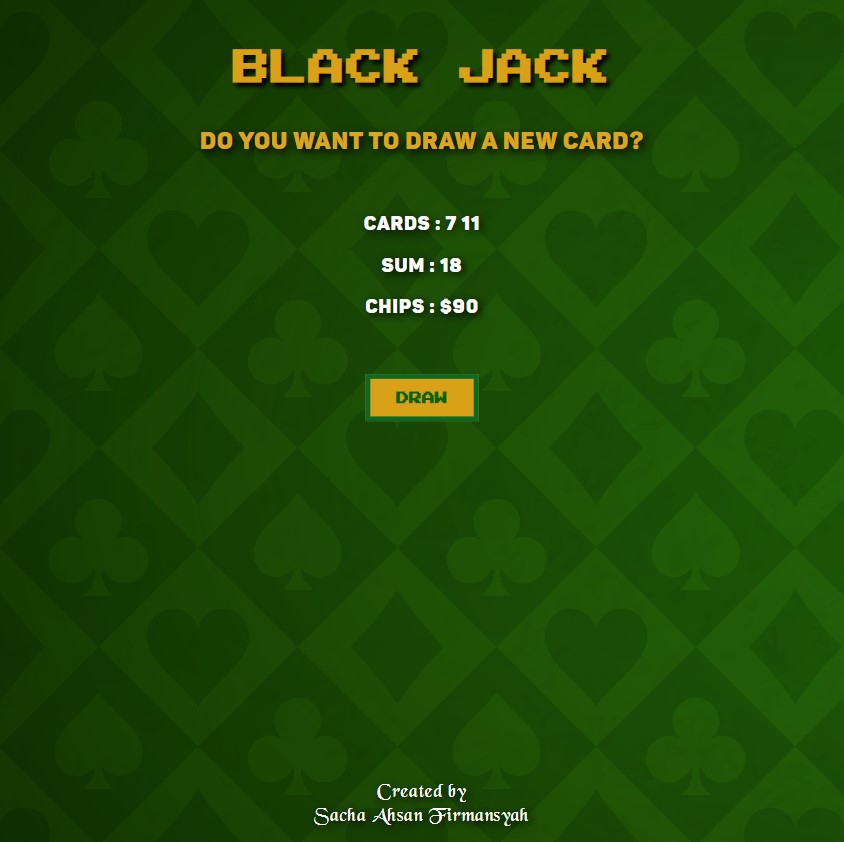 BLACK JACK
DO YOU WANT TO DRAW A NEW CARD?
CARDS : 7 11
SUM : 18
CHIPS : $90
DRAW
Created by
Sacha Ahsan Firmansyah